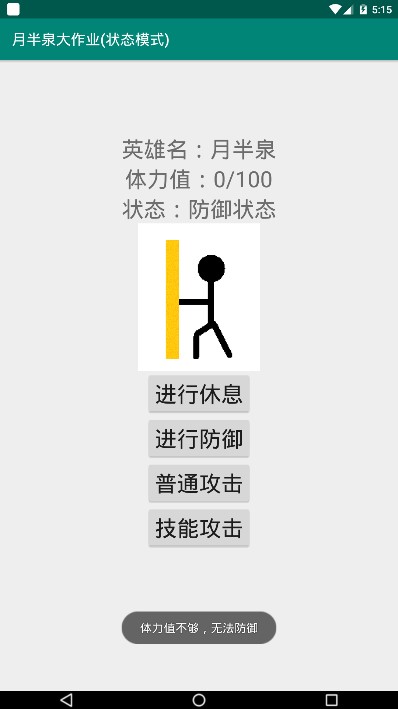 5:15
月半泉大作业(状态模式)
英雄名：月半泉
体力值：0/100
状态：防御状态
进行休息
进行防御
普通攻击
技能攻击
体力值不够，无法防御